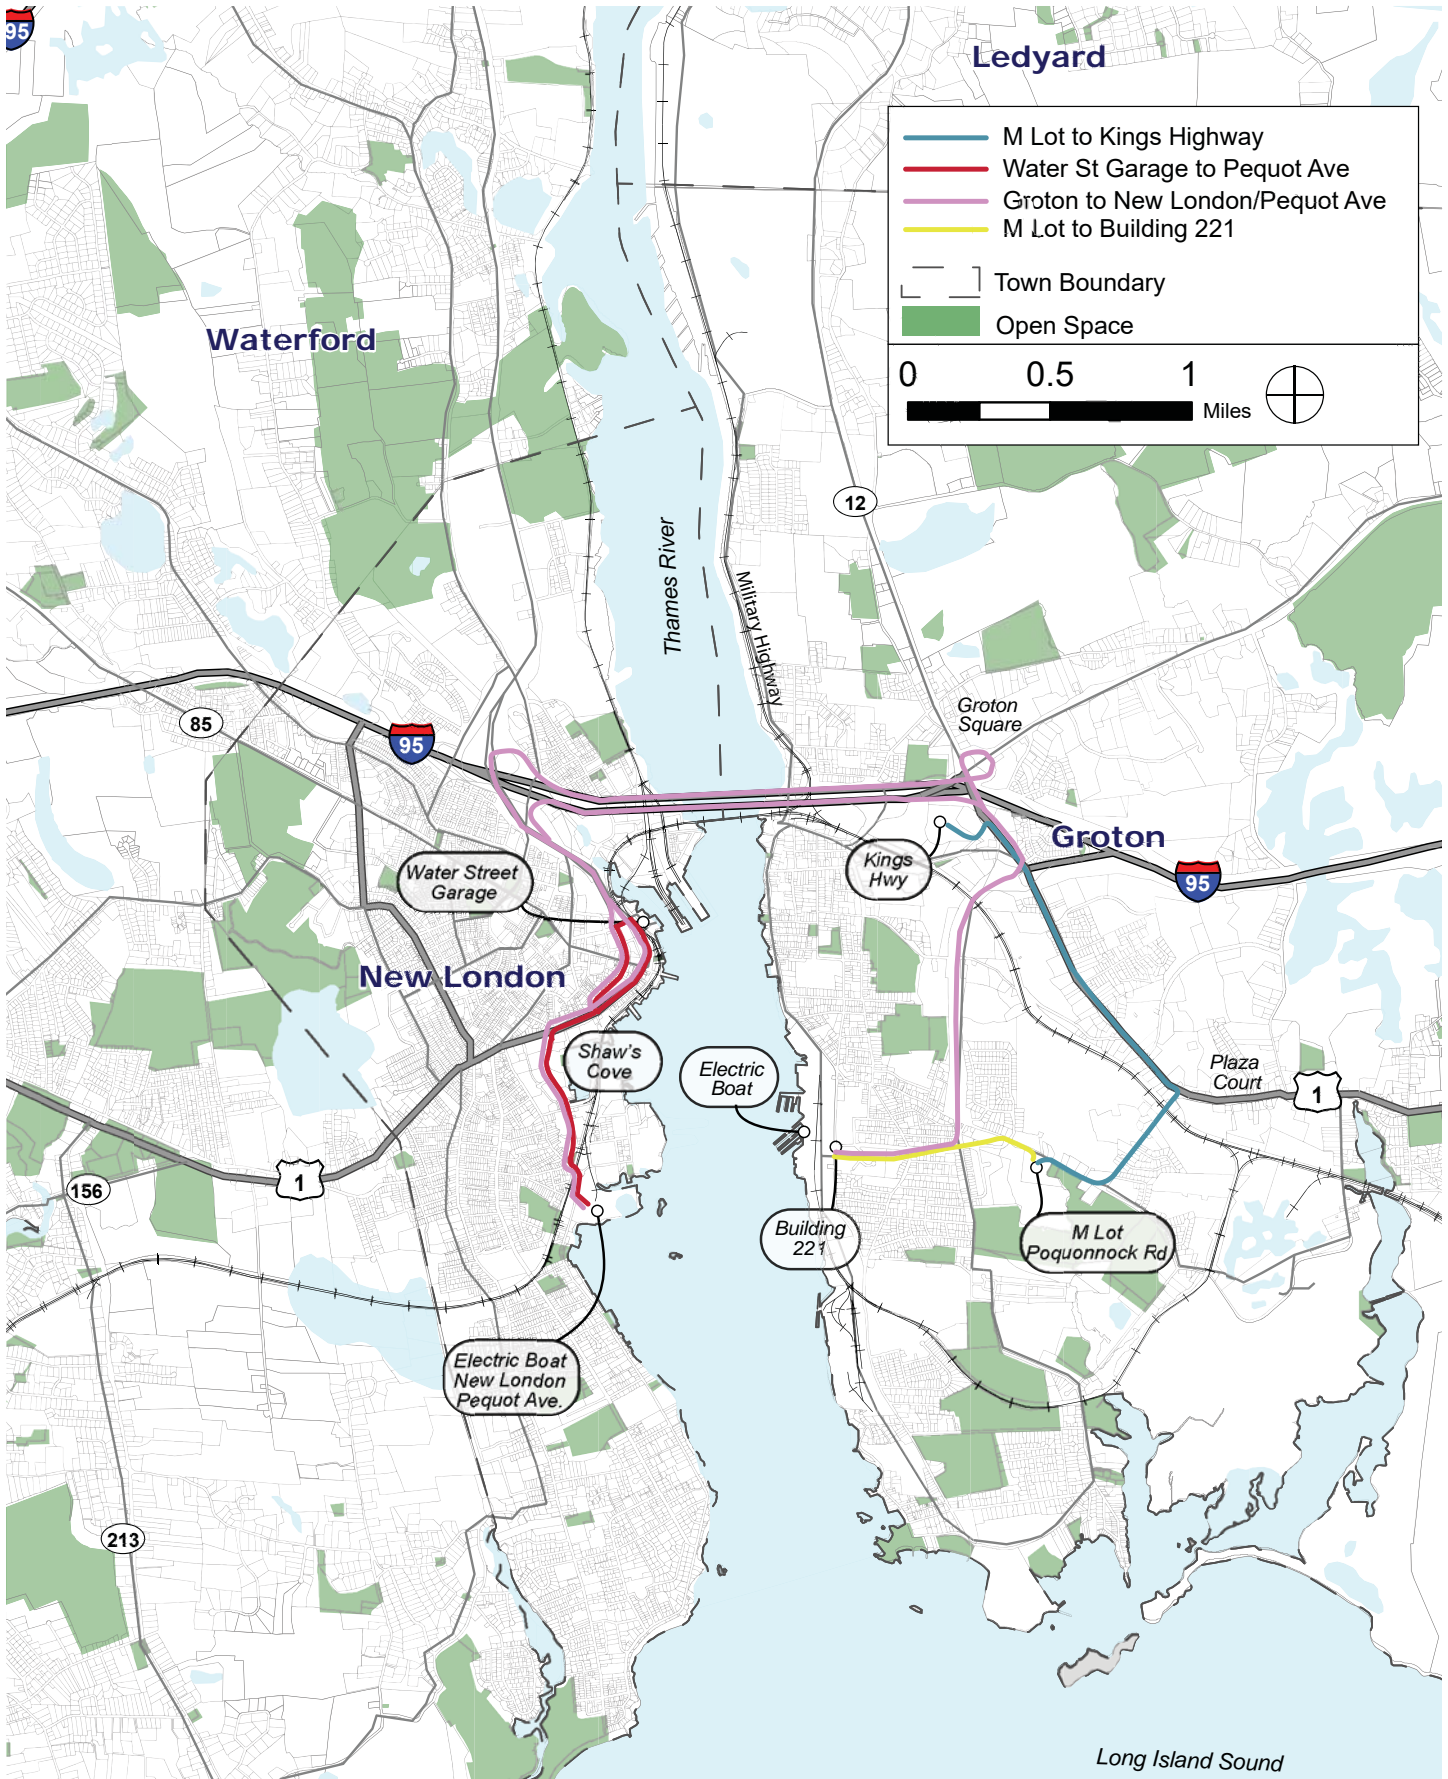 95
Ledyard
M Lot to Kings Highway
Water St Garage to Pequot Ave
Groton to New London/Pequot Ave
M Lot to Building 221
Town Boundary
Open Space
0 0.5 1
Miles
Waterford
12
Thames River
Military Highway
Groton
Square
85
95
Groton
Kings
Hwy
95
Water Street
Garage
New London
Shaw's
Cove
Electric
Boat
Plaza
Court
1
1
156
Building
221
M Lot
Poquonnock Rd
Electric Boat
New London
Pequot Ave.
213
Long Island Sound